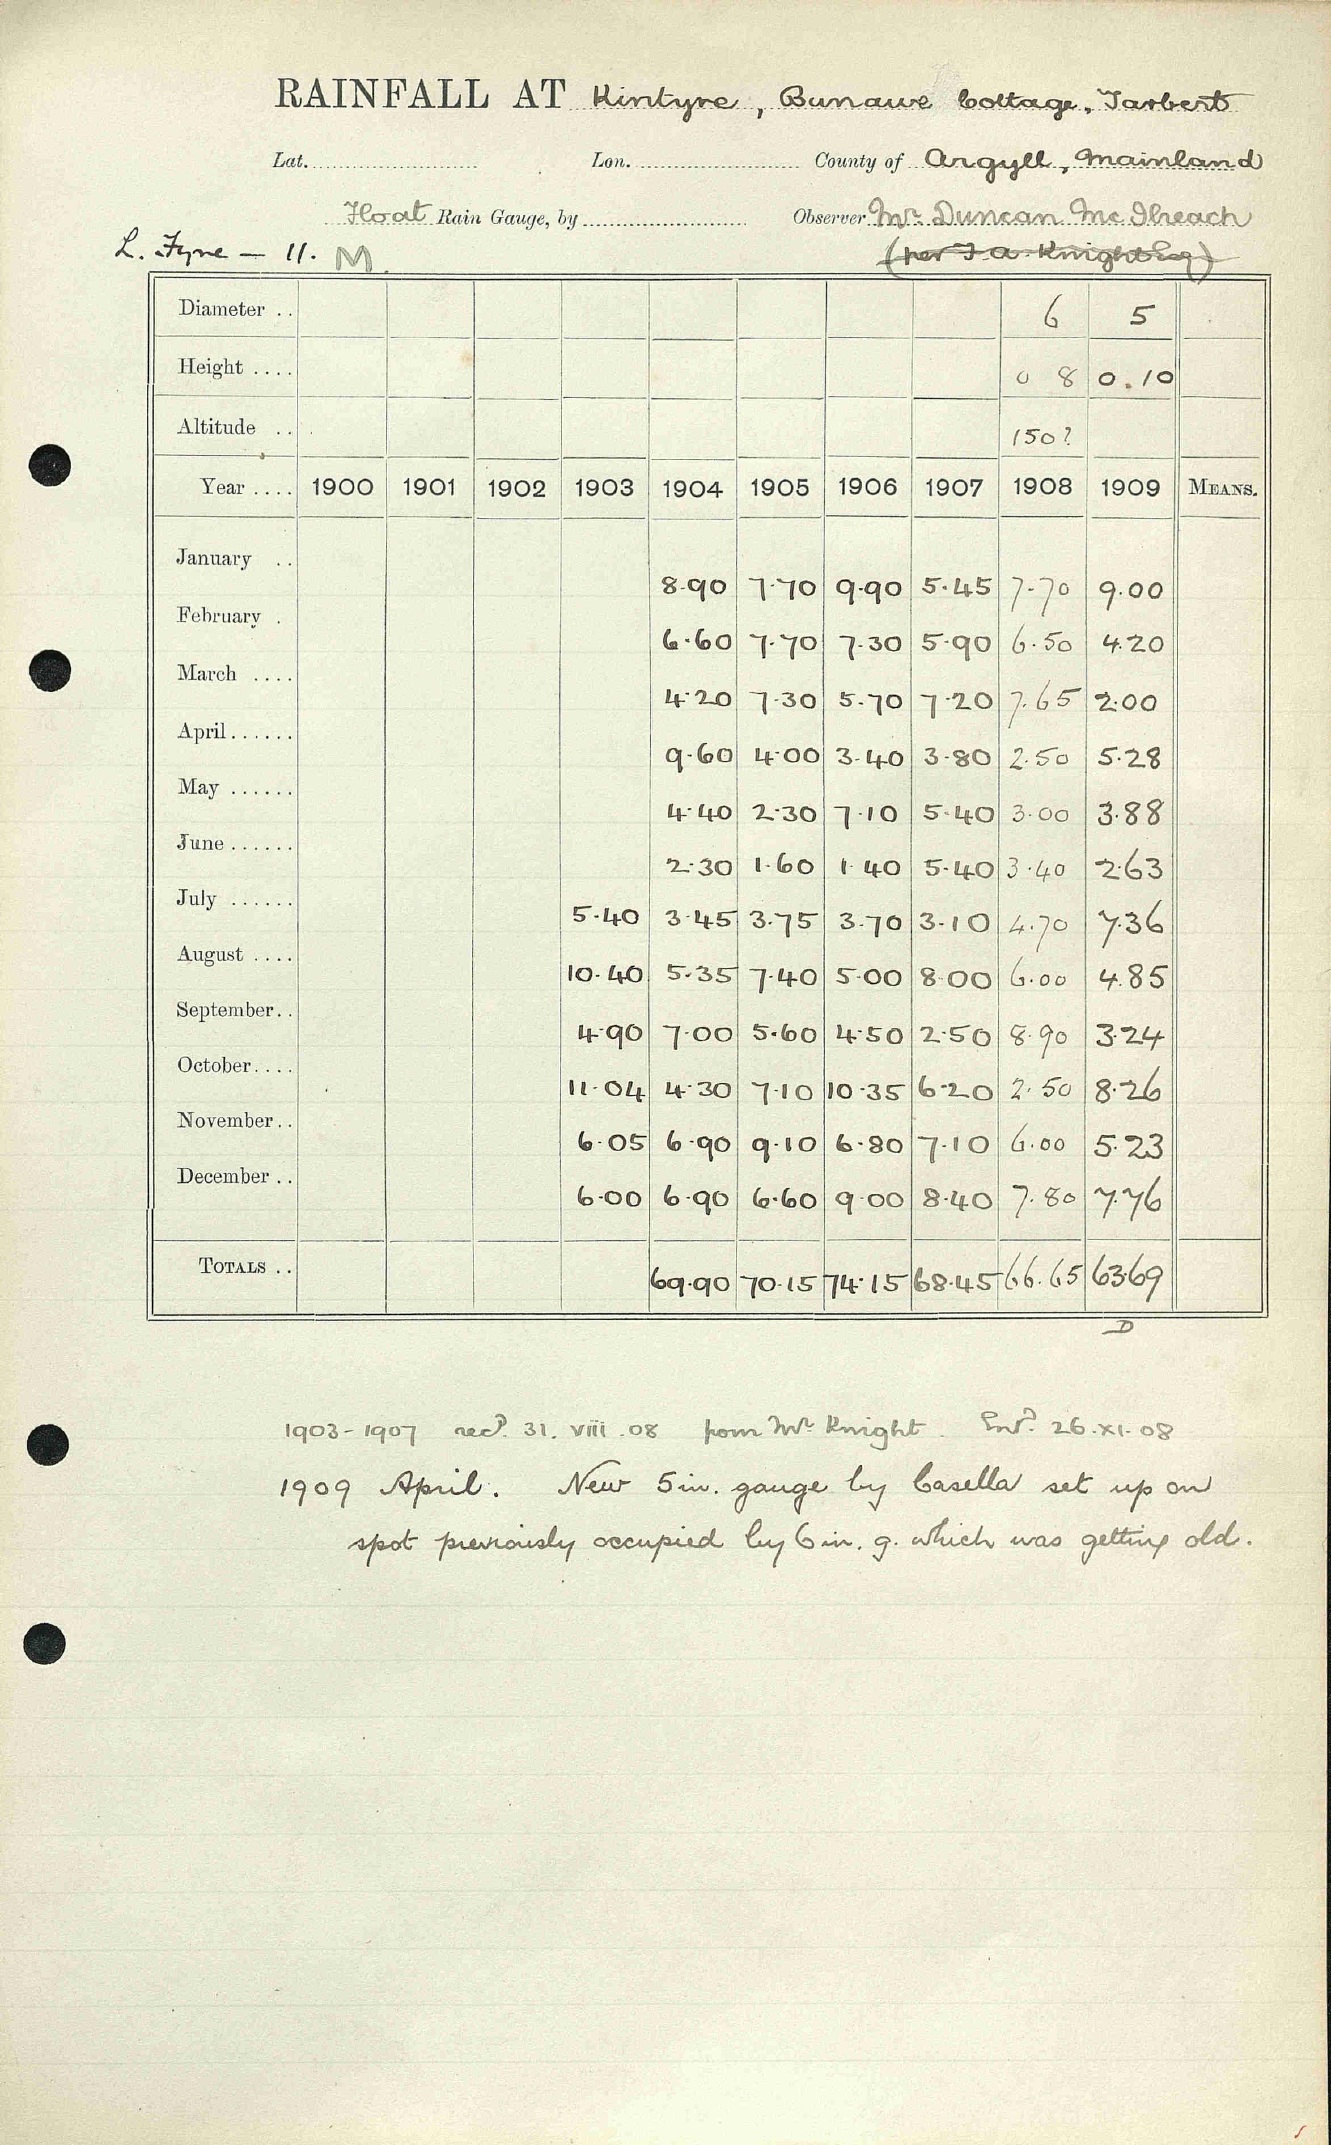 RAINFALL AT Kintyre, Bunawe Cottage, Tarbert
Lat. Lon. County of Argyll, Mainland
Float Rain Gauge, by Observer Mr. Duncan Mc Ilreach
L. Fyne — 11. M (per J. A. Knight Esq)
Diameter .. 6 5
Height .... 0 8 0.10
Altitude .. 150?
Year .... 1900 1901 1902 1903 1904 1905 1906 1907 1908 1909 MEANS.
January .. 8.90 7.70 9.90 5.45 7.70 9.00
February . 6.60 7.70 7.30 5.90 6.50 4.20
March .... 4.20 7.30 5.70 7.20 7.65 2.00
April...... 9.60 4.00 3.40 3.80 2.50 5.28
May ...... 4.40 2.30 7.10 5.40 3.00 3.88
June...... 2.30 1.60 1.40 5.40 3.40 2.63
July ...... 5.40 3.45 3.75 3.70 3.10 4.70 7.36
August .... 10.40 5.35 7.40 5.00 8.00 6.00 4.85
September.. 4.90 7.00 5.60 4.50 2.50 8.90 3.24
October.... 11.04 4.30 7.10 10.35 6.20 2.50 8.26
November.. 6.05 6.90 9.10 6.80 7.10 6.00 5.23
December .. 6.00 6.90 6.60 9.00 8.40 7.80 7.76
TOTALS .. 69.90 70.15 74.15 68.45 66.65 63.69
D
1903-1907 recd. 31. viii .08 from Mr Knight. Entd. 26.xi.08
1909 April. New 5 in. gauge by Casella set up on
spot previously occupied by 6 in. g. which was getting old.